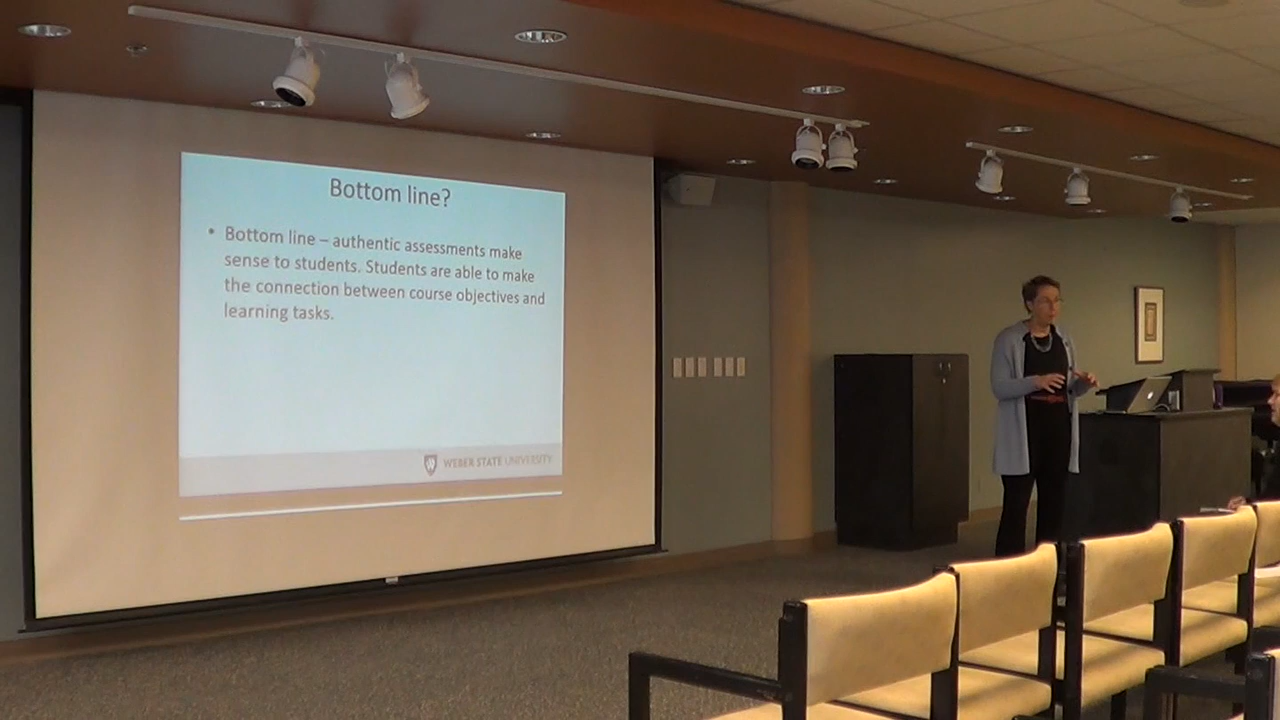 Bottom line?
• Bottom line – authentic assessments make
sense to students. Students are able to make
the connection between course objectives and
learning tasks.
WEBER STATE UNIVERSITY